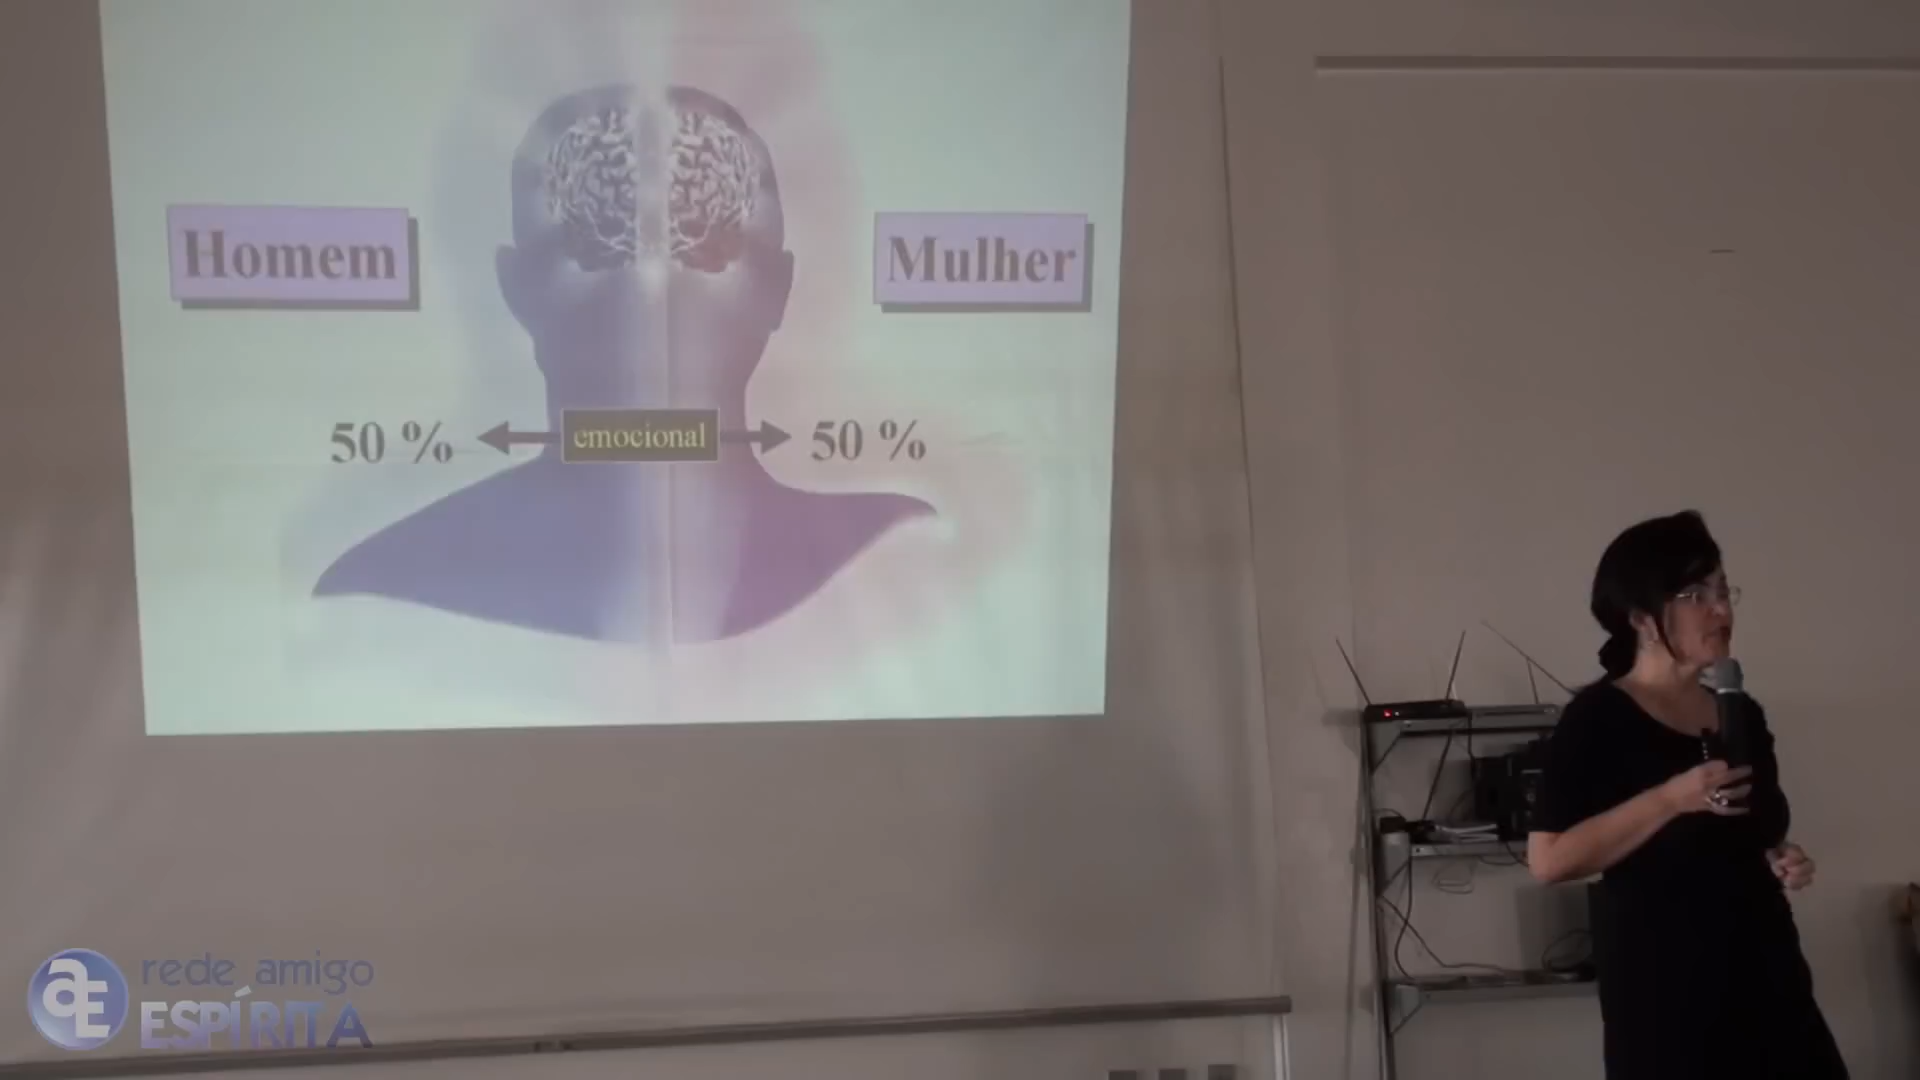 Homem
Mulher
50 %
emocional
50 %
rede amigo
ESPÍRITA